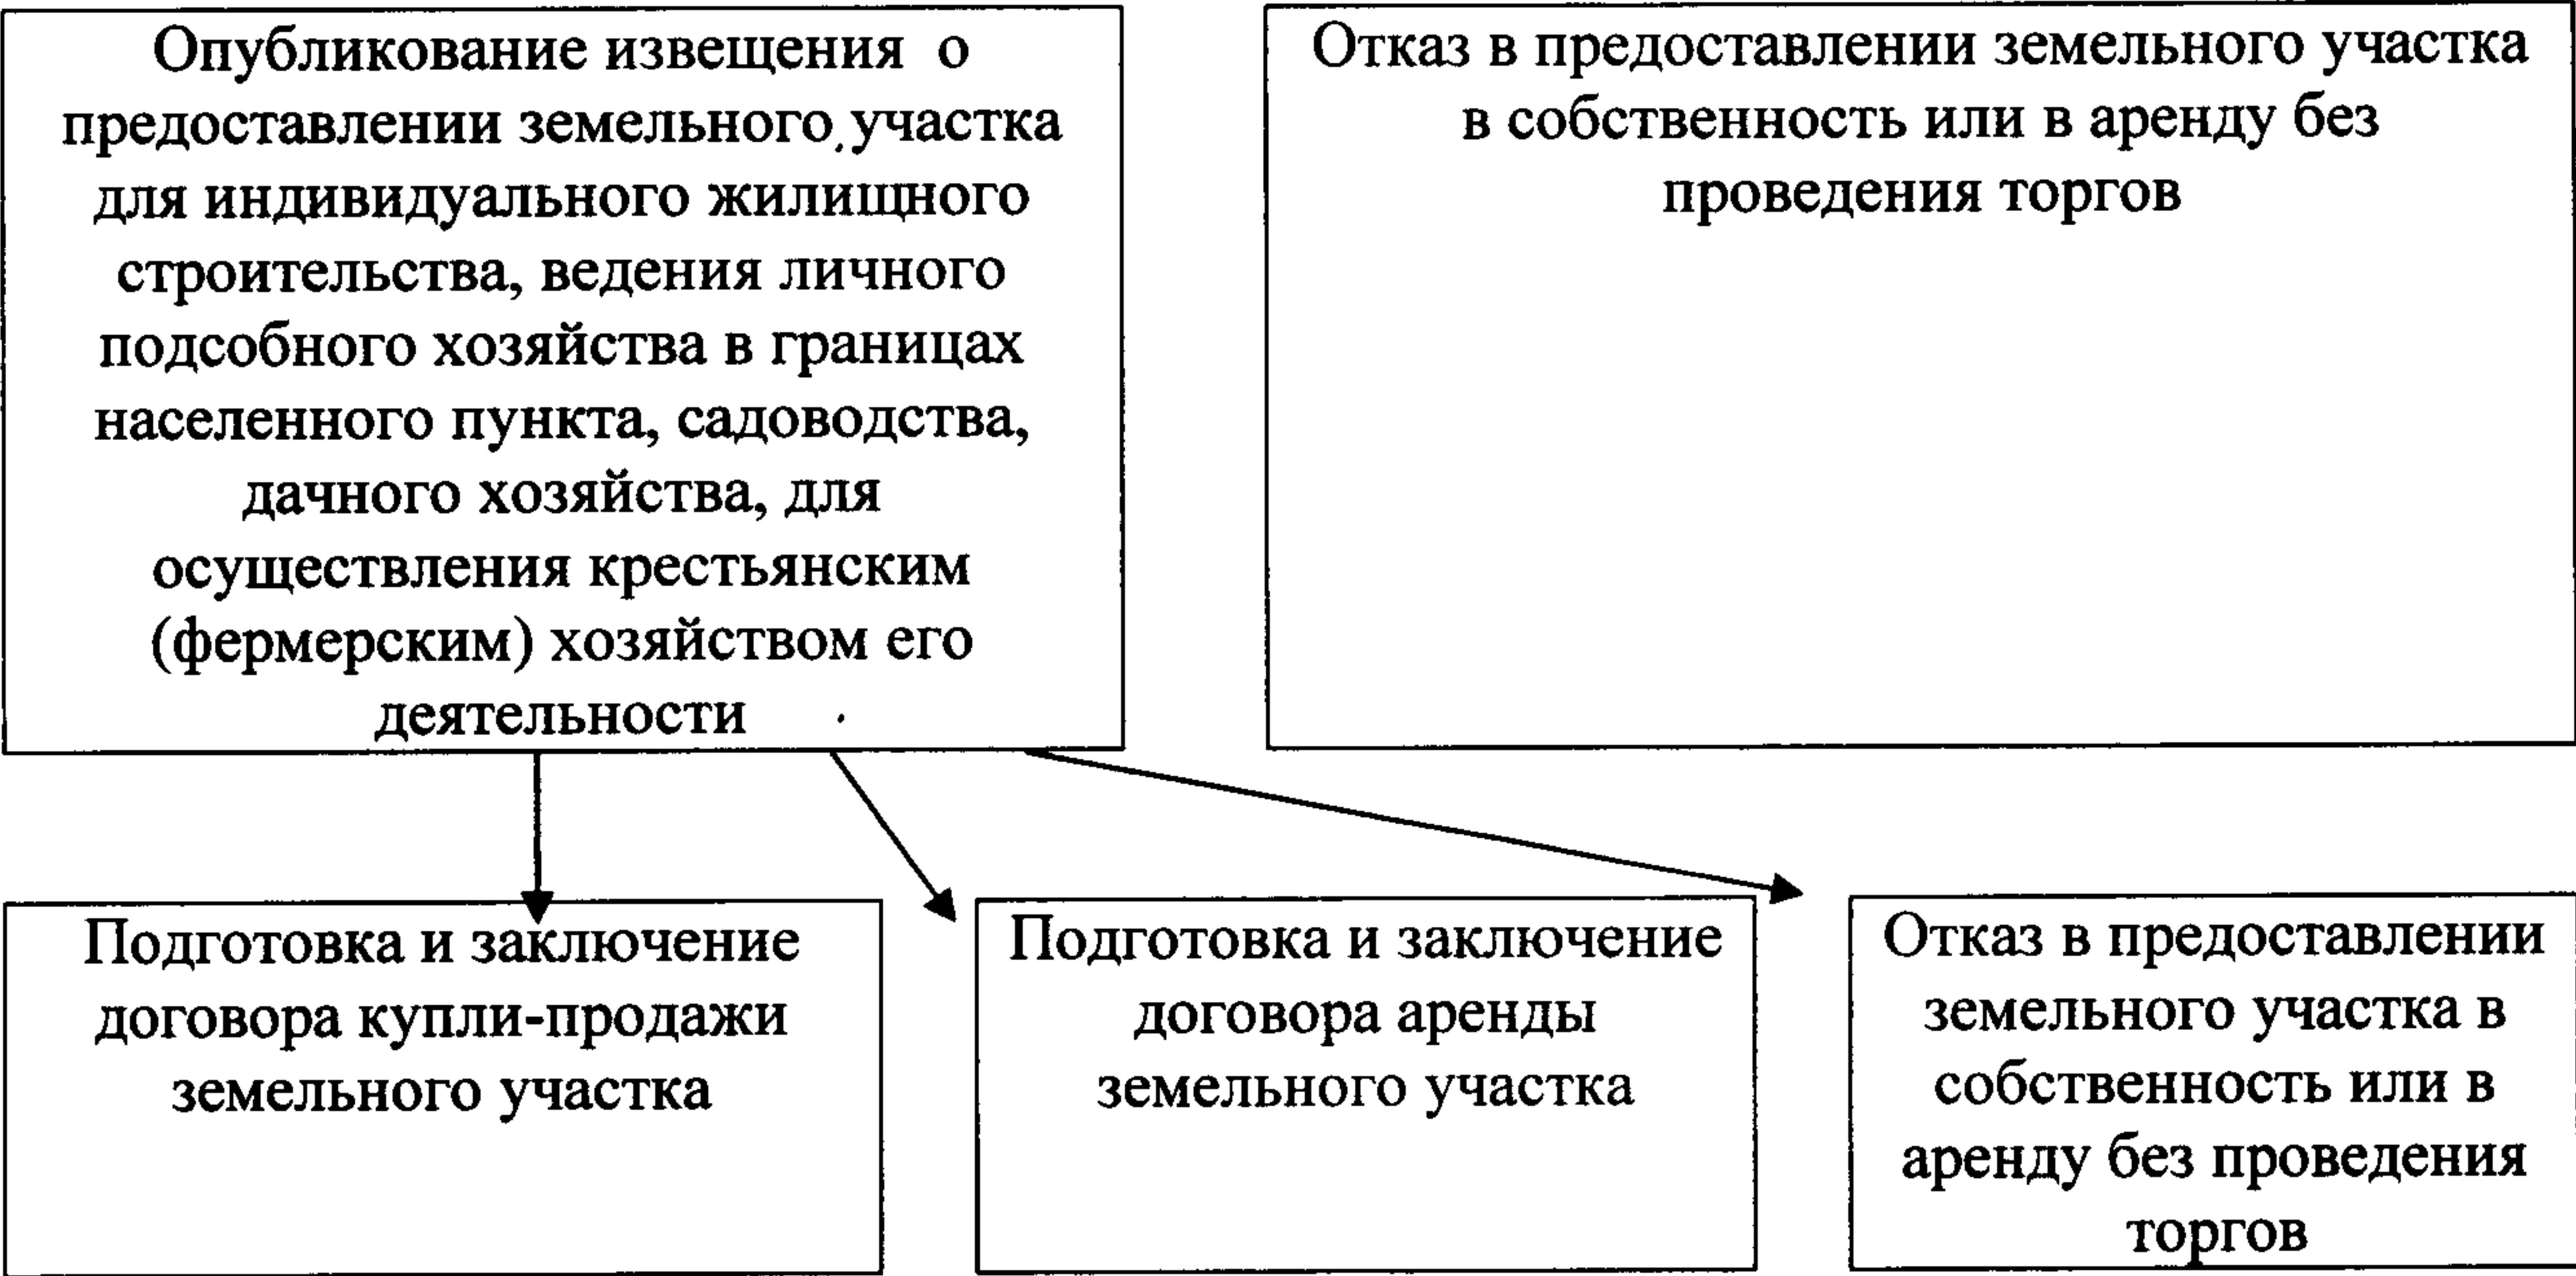 Опубликование извещения о
предоставлении земельного участка
для индивидуального жилищного
строительства, ведения личного
подсобного хозяйства в границах
населенного пункта, садоводства,
дачного хозяйства, для
осуществления крестьянским
(фермерским) хозяйством его
деятельности
Отказ в предоставлении земельного участка
в собственность или в аренду без
проведения торгов
Подготовка и заключение
договора купли-продажи
земельного участка
Подготовка и заключение
договора аренды
земельного участка
Отказ в предоставлении
земельного участка в
собственность или в
аренду без проведения
торгов